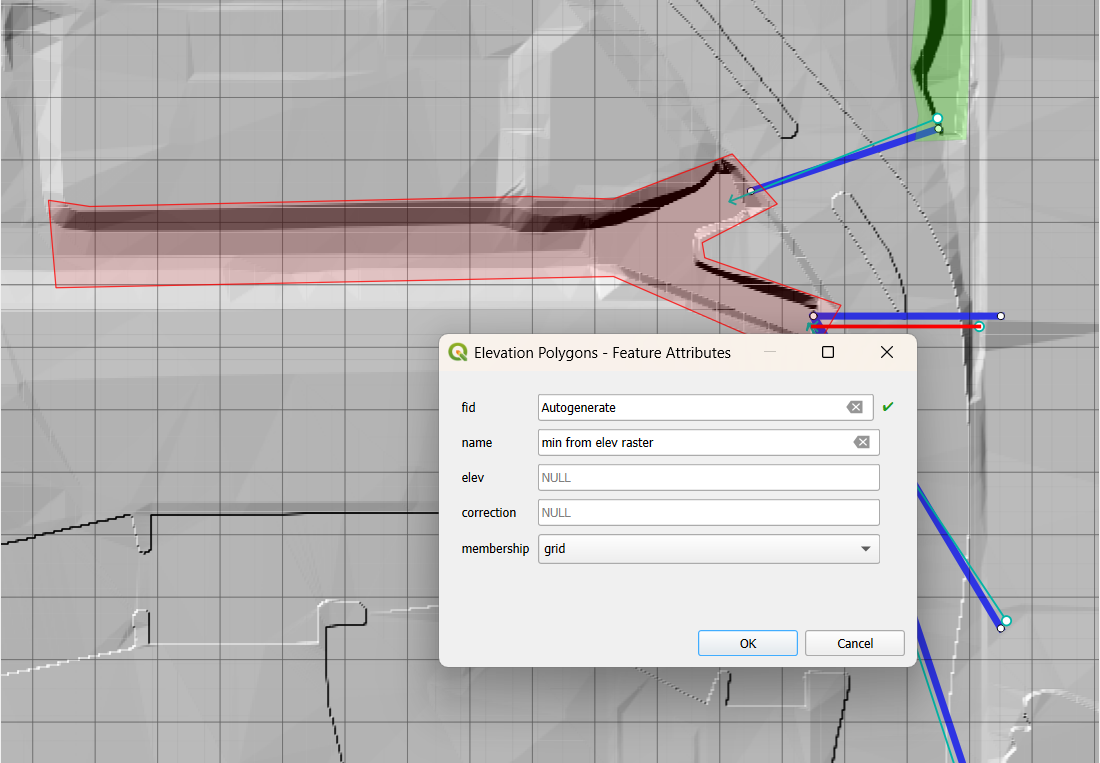 Elevation Polygons - Feature Attributes
fid Autogenerate
name min from elev raster
elev NULL
correction NULL
membership grid
OK Cancel